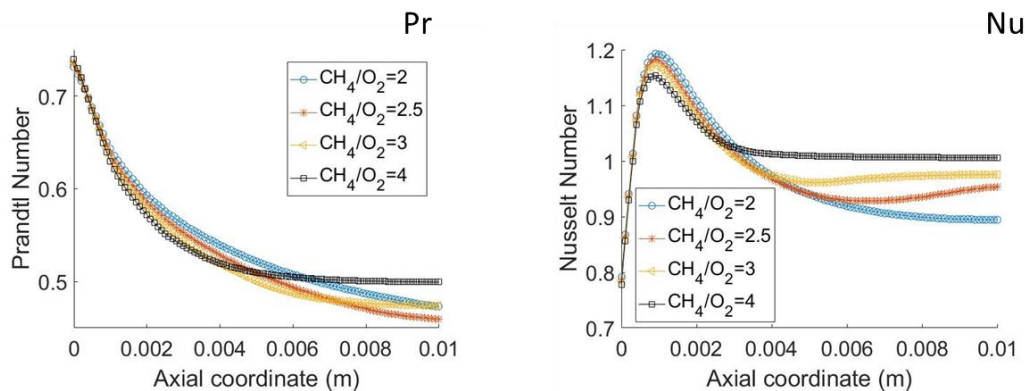 Pr
0.7
0.6
0.5
Prandtl Number
CH₄/O₂=2
CH₄/O₂=2.5
CH₄/O₂=3
CH₄/O₂=4
0 0.002 0.004 0.006 0.008 0.01
Axial coordinate (m)
Nu
1.2
1.1
1
0.9
0.8
0.7
Nusselt Number
CH₄/O₂=2
CH₄/O₂=2.5
CH₄/O₂=3
CH₄/O₂=4
0 0.002 0.004 0.006 0.008 0.01
Axial coordinate (m)